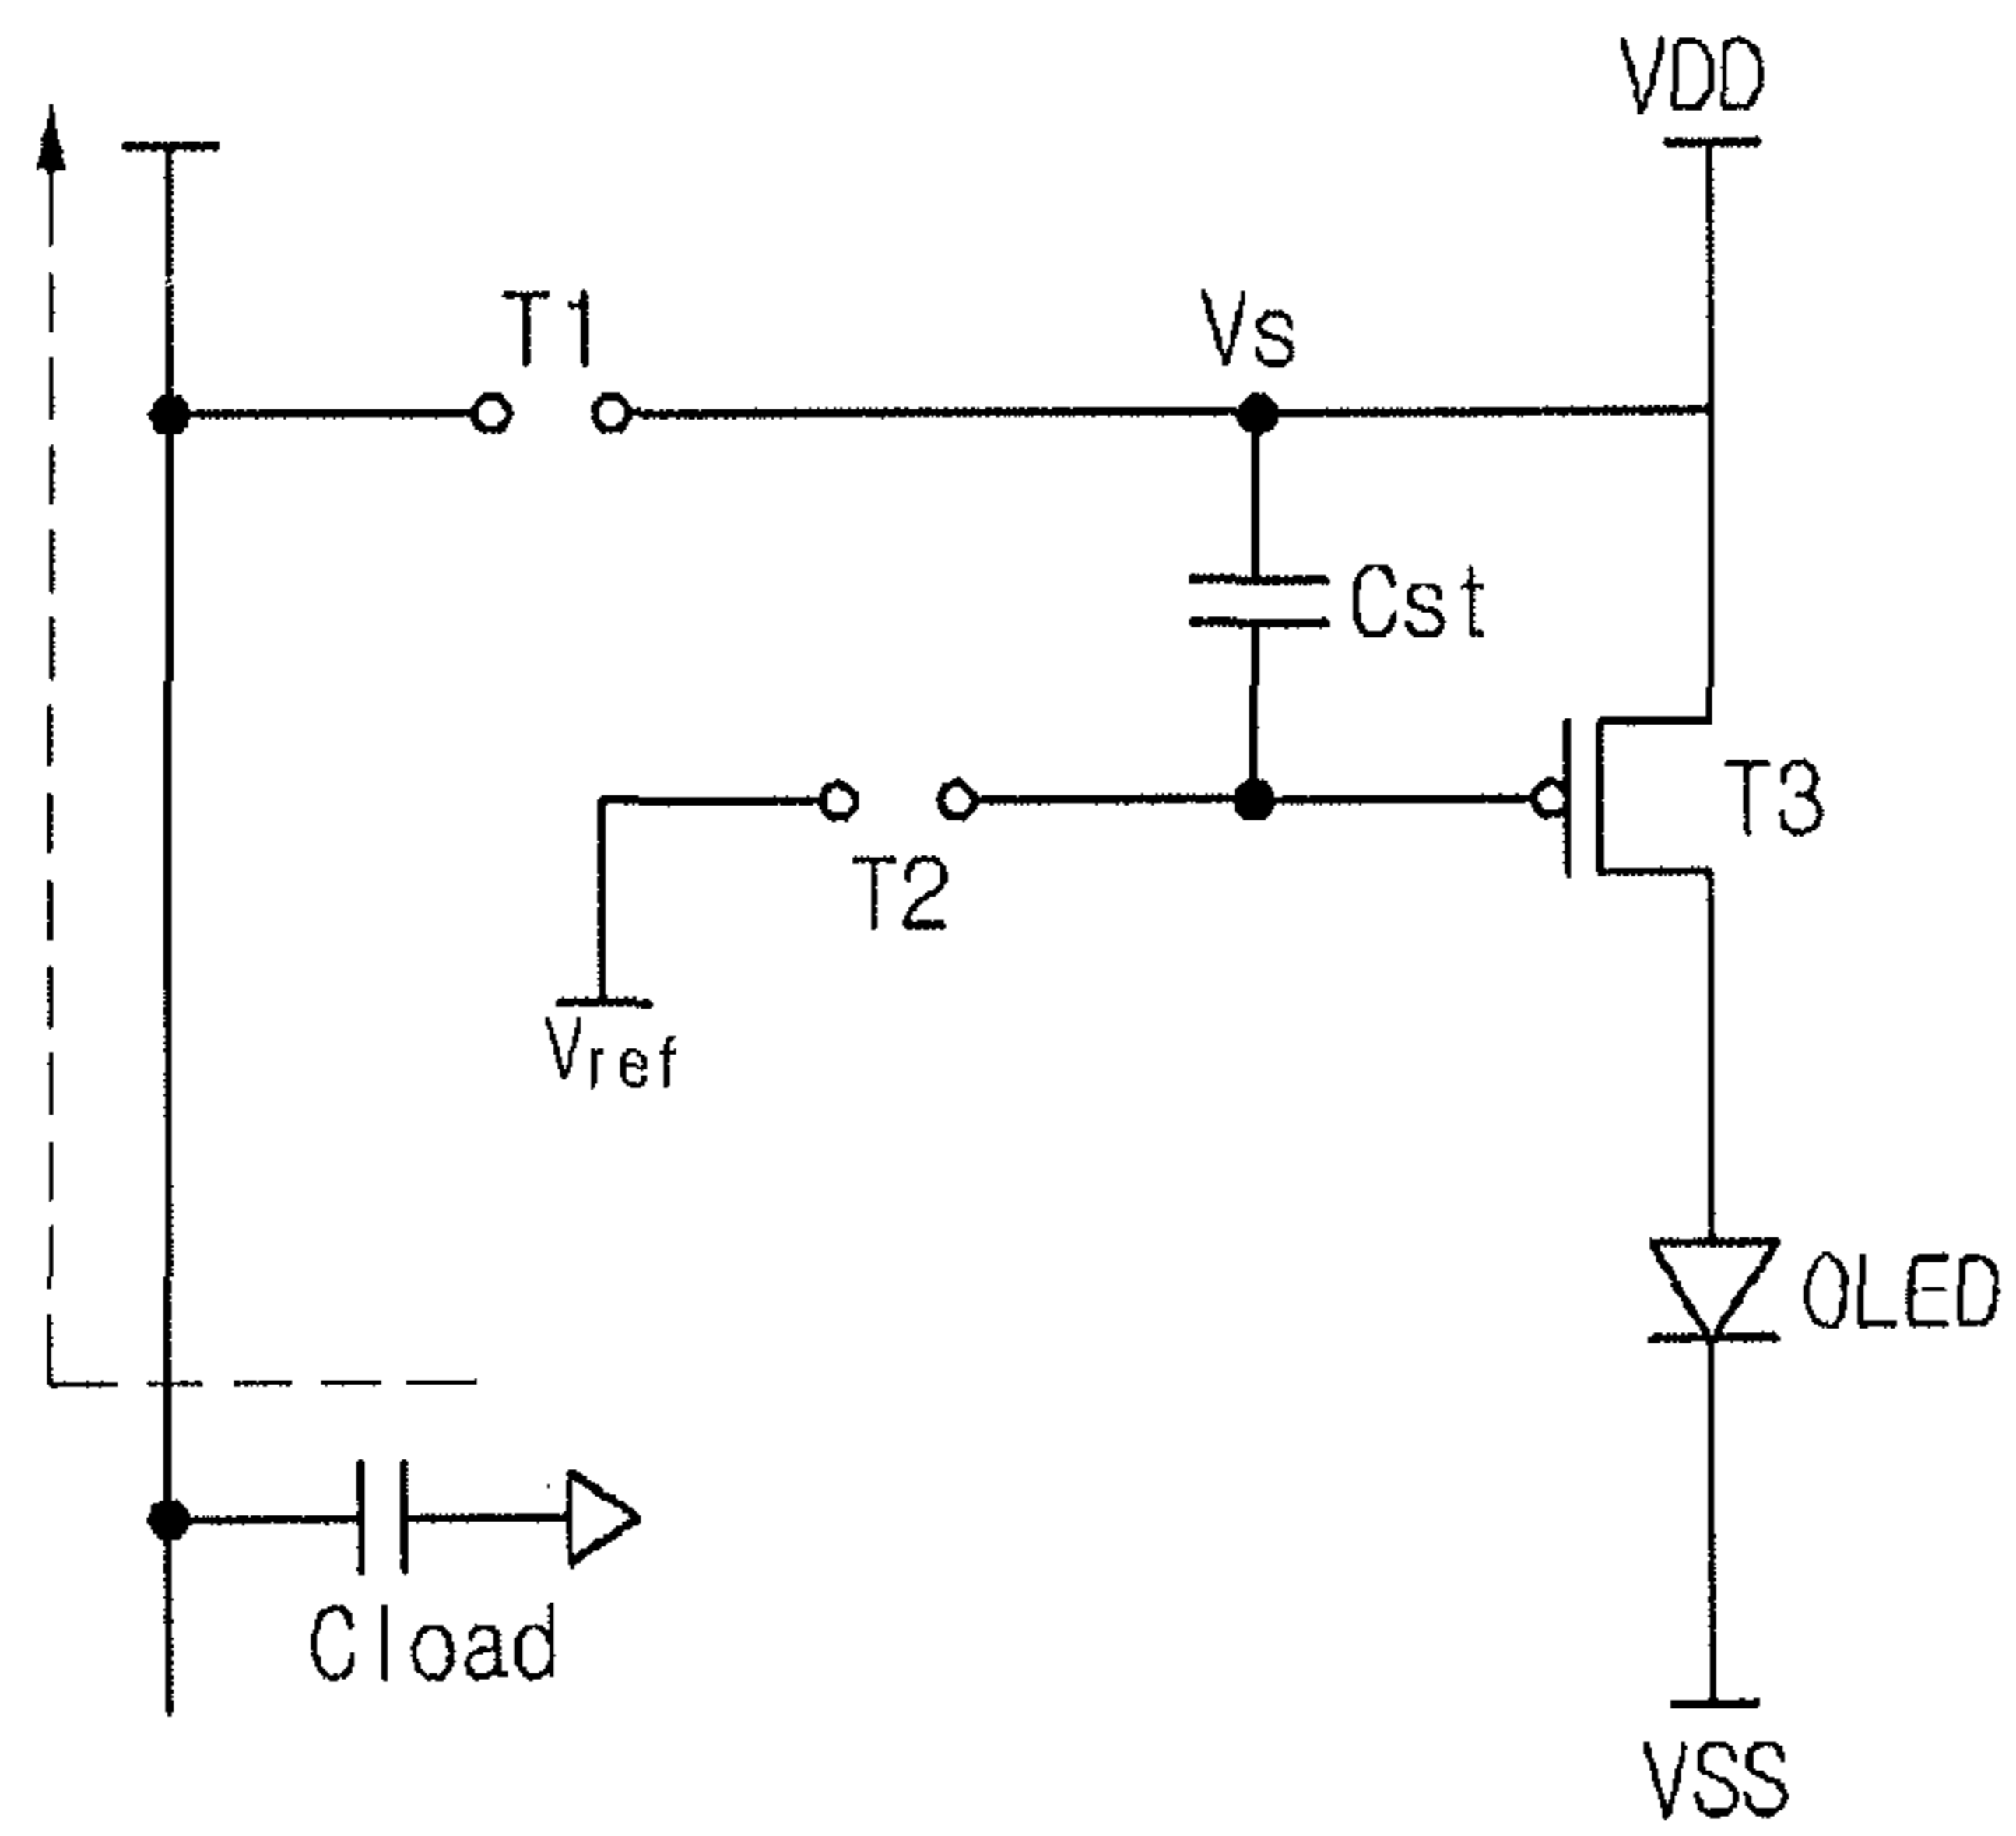 VDD
T1
Vs
Cst
T3
T2
Vref
OLED
Cload
VSS